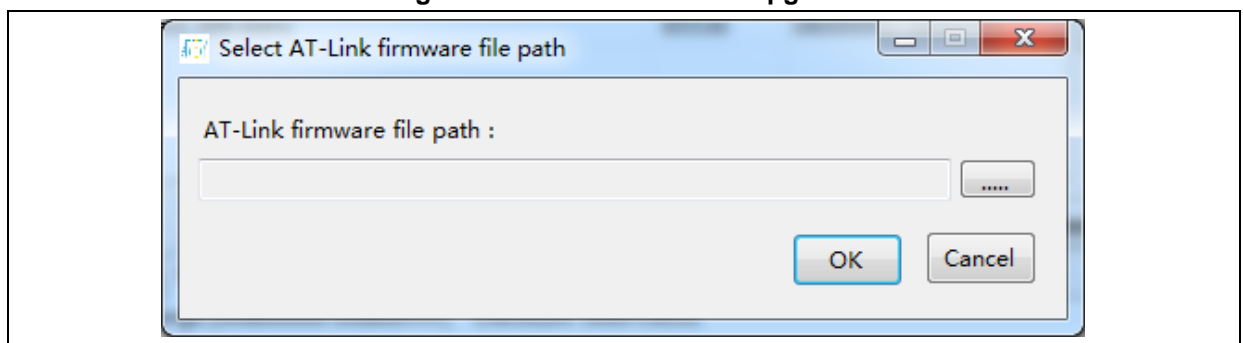 Select AT-Link firmware file path
AT-Link firmware file path :
.....
OK
Cancel